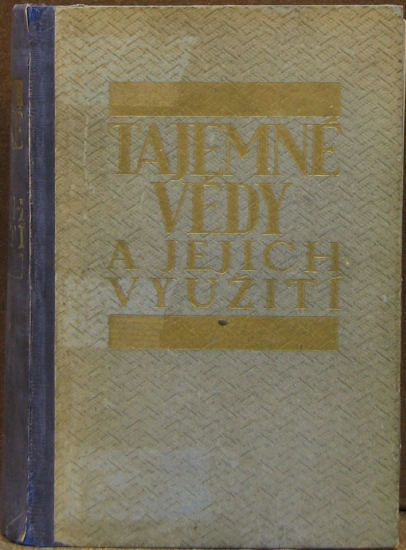 TAJEMNÉ
VĚDY
A JEJICH
VYUŽITÍ